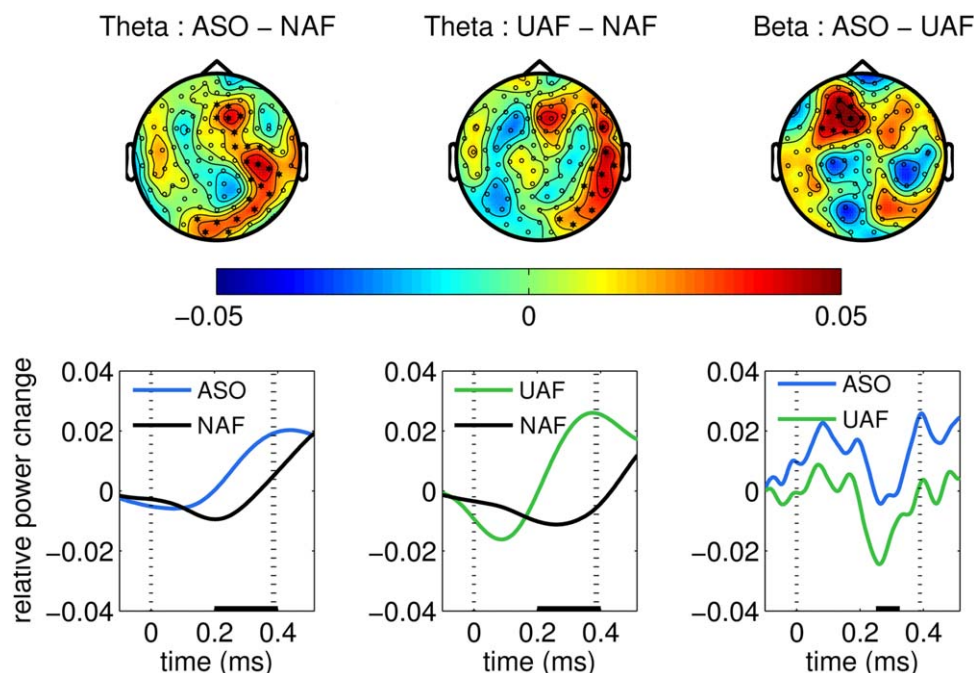 Theta : ASO − NAF
Theta : UAF − NAF
Beta : ASO − UAF
−0.05
0
0.05
relative power change
0.04
0.02
0
−0.02
−0.04
ASO
NAF
0
0.2
0.4
time (ms)
0.04
0.02
0
−0.02
−0.04
UAF
NAF
0
0.2
0.4
time (ms)
0.04
0.02
0
−0.02
−0.04
ASO
UAF
0
0.2
0.4
time (ms)